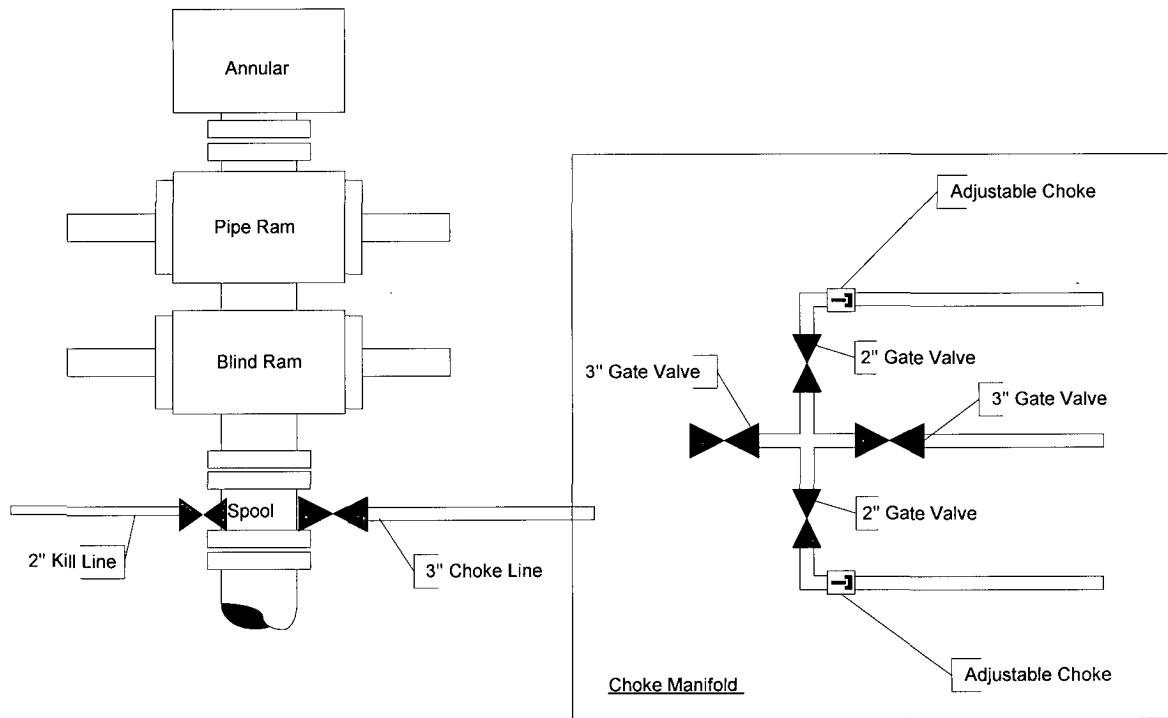 Annular
Pipe Ram
Blind Ram
Spool
2" Kill Line
3" Choke Line
Adjustable Choke
2" Gate Valve
3" Gate Valve
3" Gate Valve
2" Gate Valve
Adjustable Choke
Choke Manifold